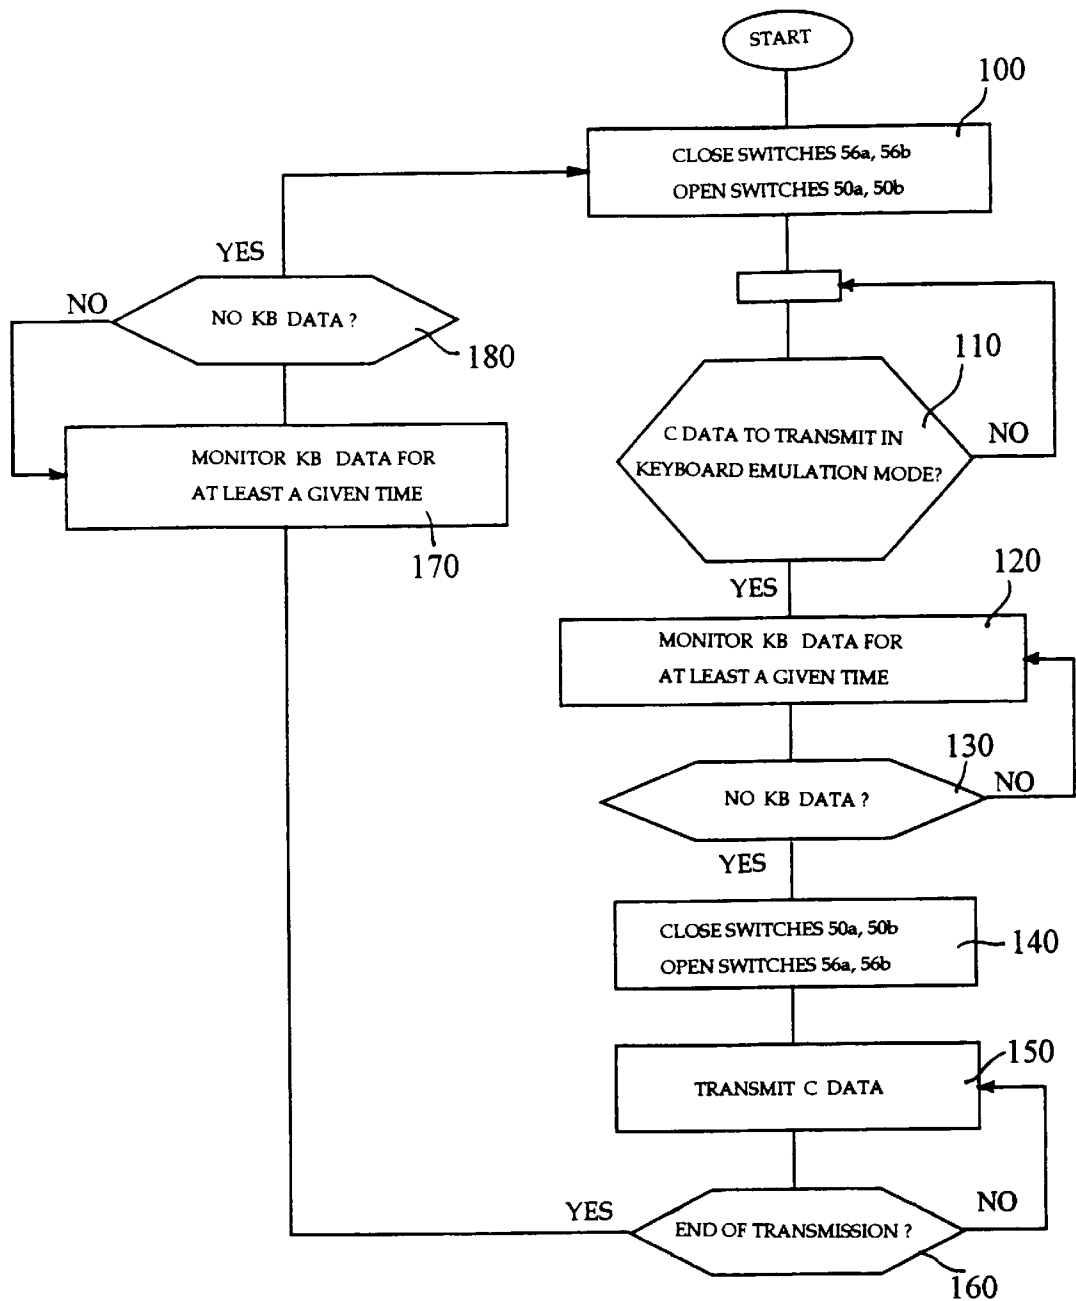 START
100
CLOSE SWITCHES 56a, 56b
OPEN SWITCHES 50a, 50b
YES
NO
NO KB DATA ?
180
110
C DATA TO TRANSMIT IN
KEYBOARD EMULATION MODE?
NO
MONITOR KB DATA FOR
AT LEAST A GIVEN TIME
170
YES
120
MONITOR KB DATA FOR
AT LEAST A GIVEN TIME
130
NO KB DATA ?
NO
YES
CLOSE SWITCHES 50a, 50b
OPEN SWITCHES 56a, 56b
140
150
TRANSMIT C DATA
YES
NO
END OF TRANSMISSION ?
160